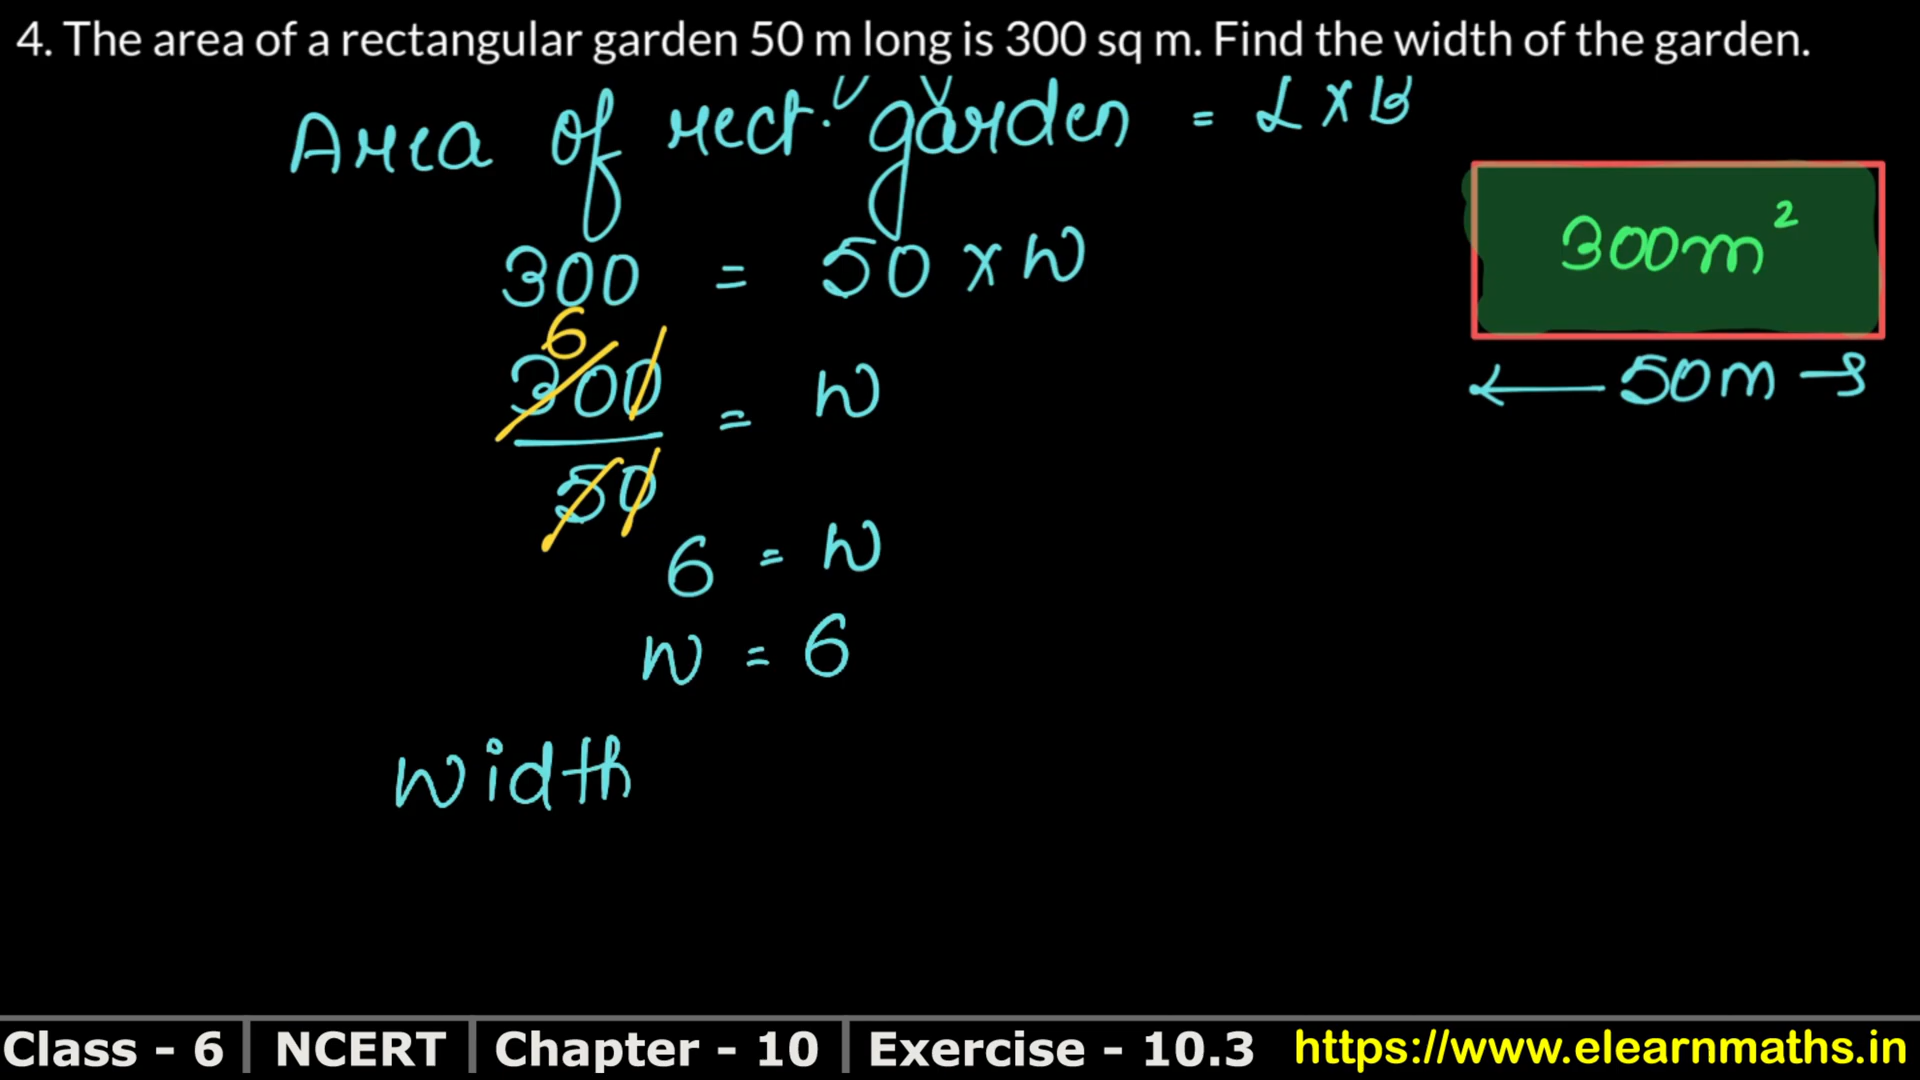 4. The area of a rectangular garden 50 m long is 300 sq m. Find the width of the garden.
Area of rect. garden = L x B
300 = 50 x W
6
300
50
= W
6 = W
W = 6
Width
300m²
50m
Class - 6 | NCERT | Chapter - 10 | Exercise - 10.3 https://www.elearnmaths.in